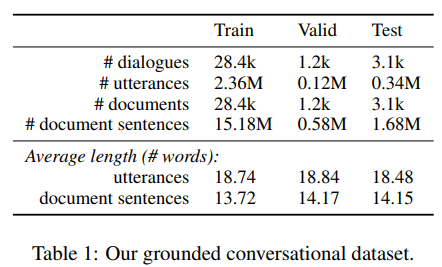 Train Valid Test
# dialogues 28.4k 1.2k 3.1k
# utterances 2.36M 0.12M 0.34M
# documents 28.4k 1.2k 3.1k
# document sentences 15.18M 0.58M 1.68M
Average length (# words):
utterances 18.74 18.84 18.48
document sentences 13.72 14.17 14.15
Table 1: Our grounded conversational dataset.